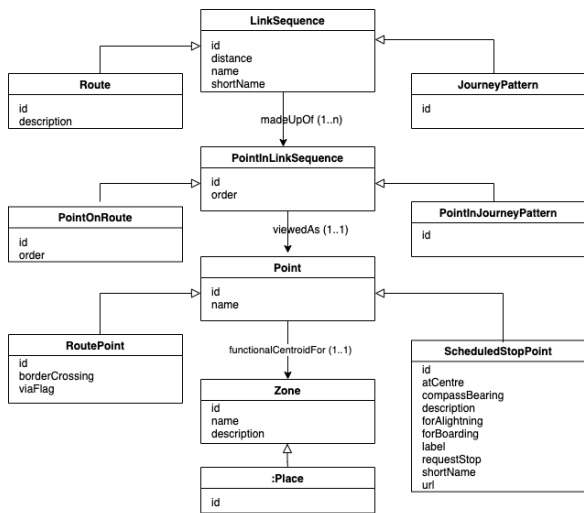 LinkSequence
id
distance
name
shortName
Route
id
description
JourneyPattern
id
madeUpOf (1..n)
PointInLinkSequence
id
order
PointOnRoute
id
order
PointInJourneyPattern
id
viewedAs (1..1)
Point
id
name
RoutePoint
id
borderCrossing
viaFlag
functionalCentroidFor (1..1)
ScheduledStopPoint
id
atCentre
compassBearing
description
forAlightning
forBoarding
label
requestStop
shortName
url
Zone
id
name
description
:Place
id